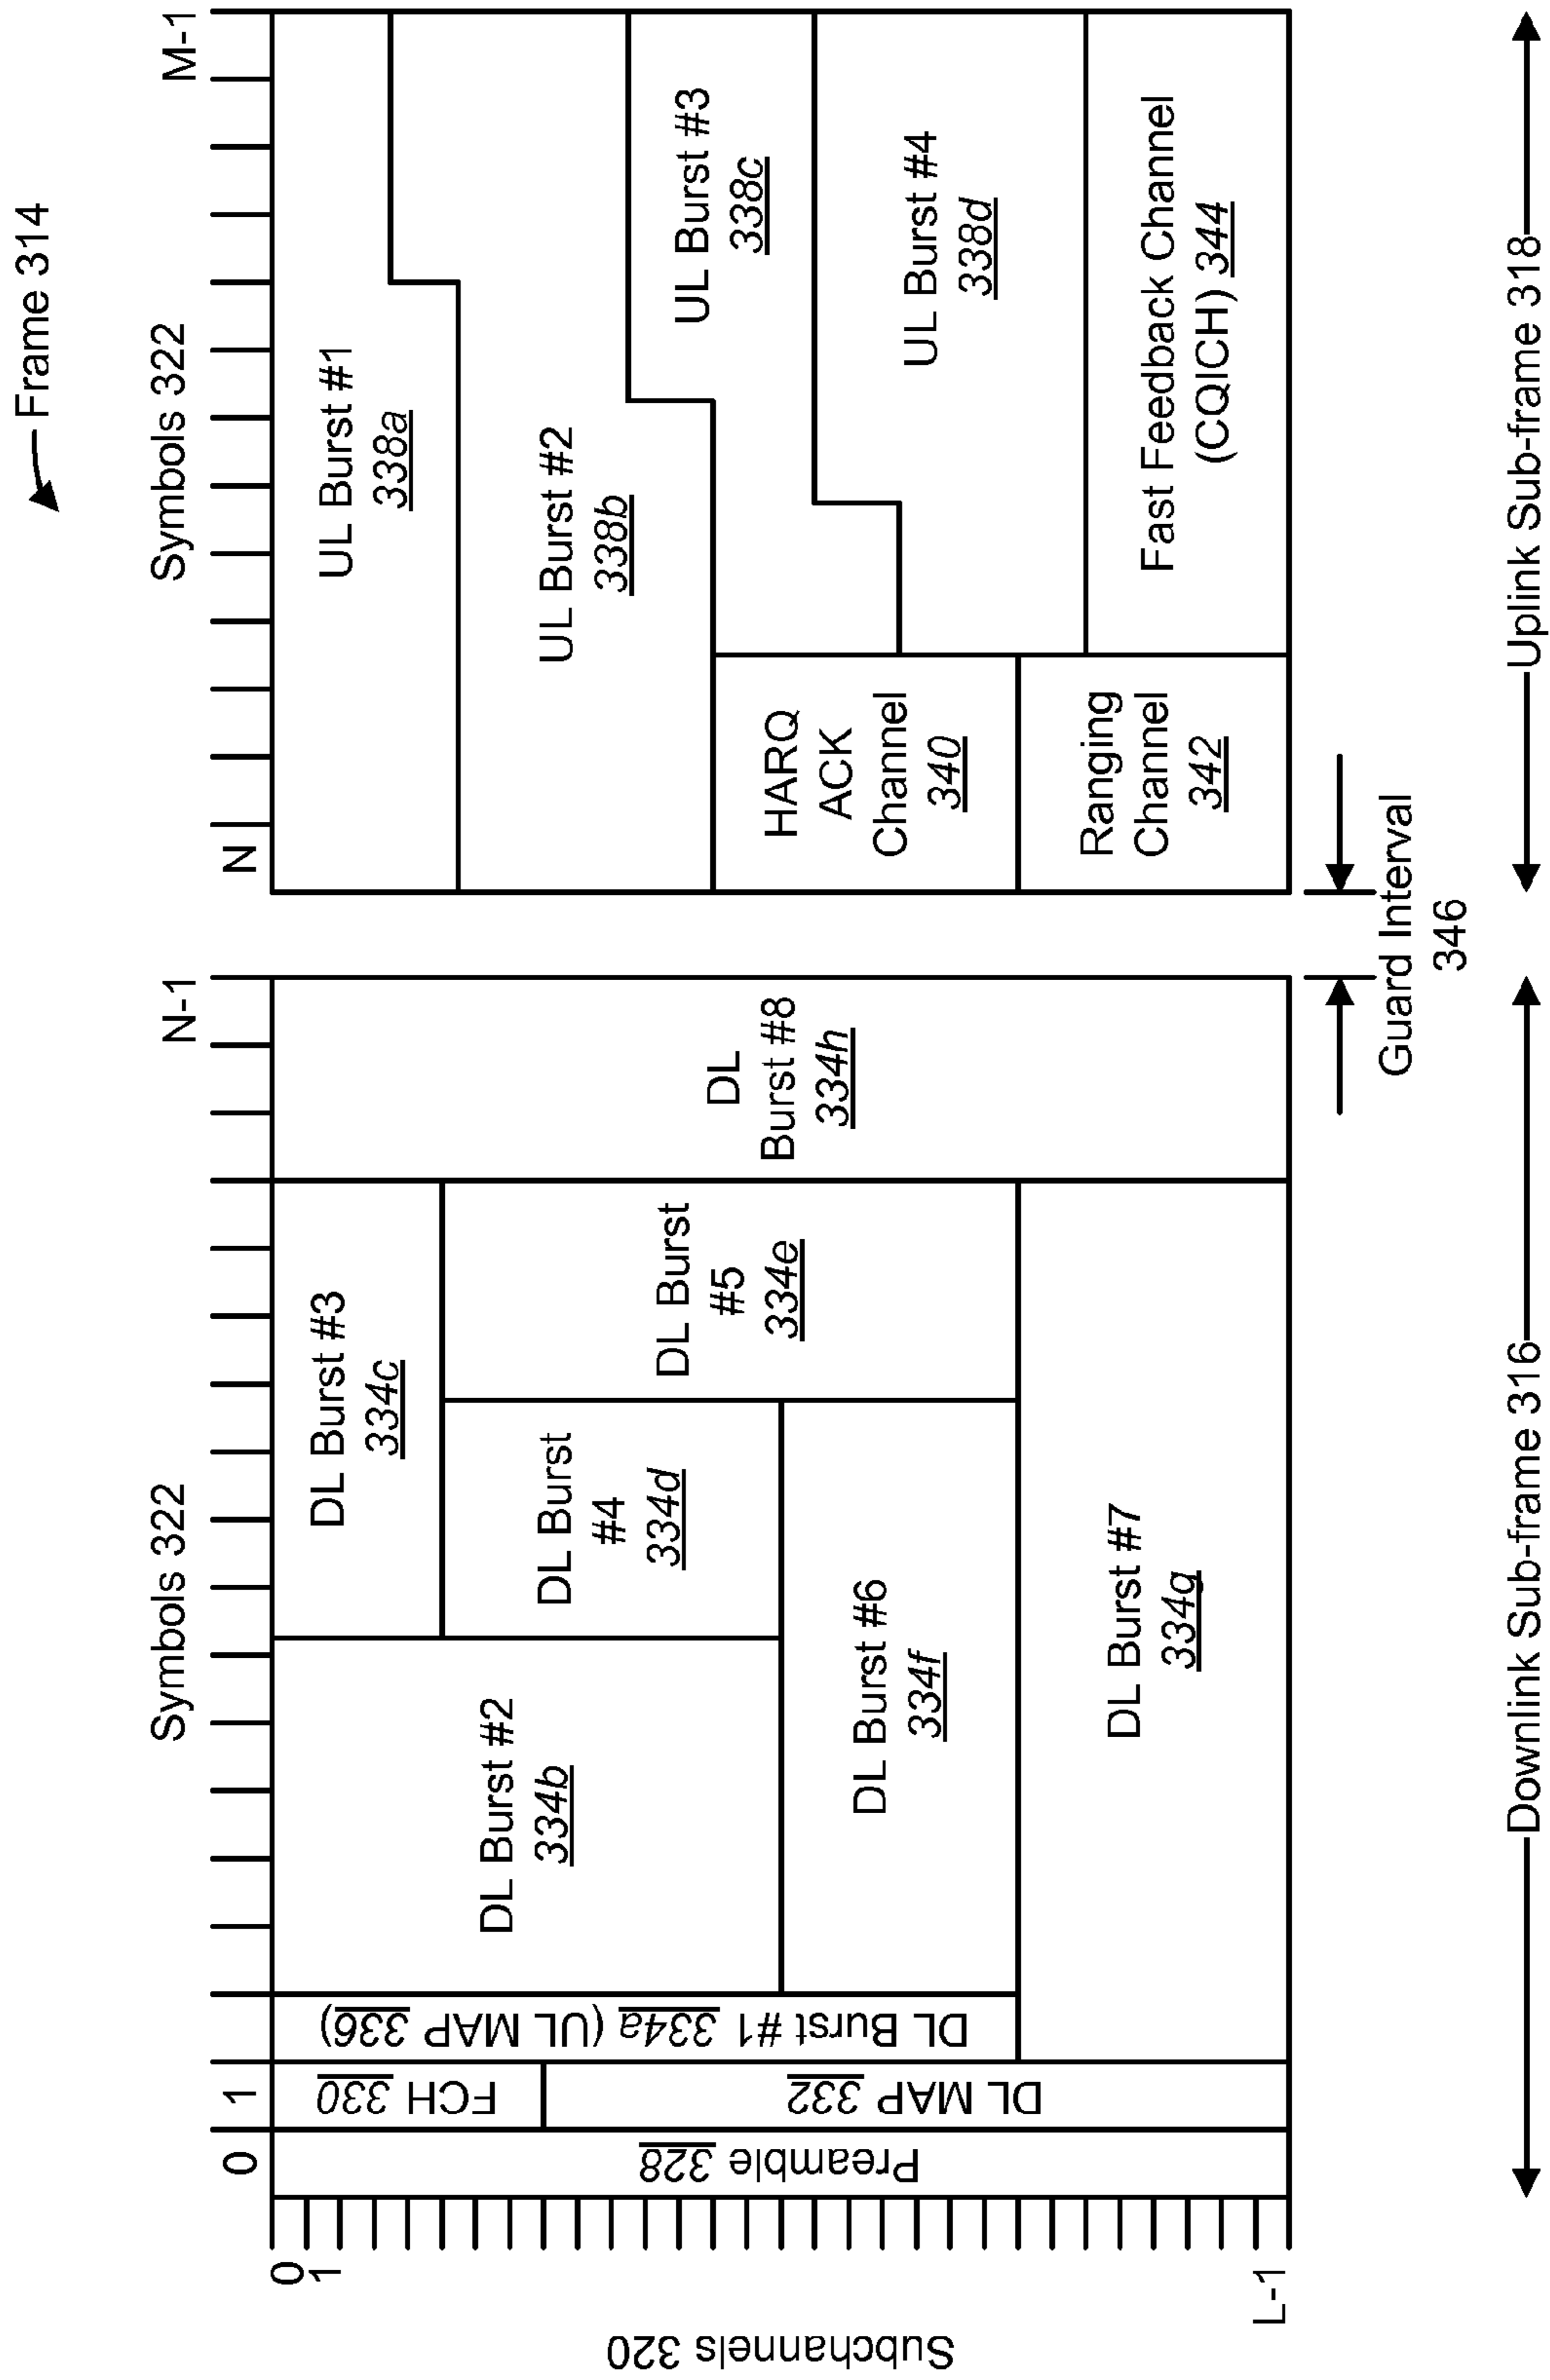 Frame 314
Symbols 322
Symbols 322
0
1
N-1
N
M-1
Subchannels 320
0
1
L-1
Preamble 328
FCH 330
DL MAP 332
DL Burst #1 334a (UL MAP 336)
DL Burst #2
334b
DL Burst #3
334c
DL Burst
#4
334d
DL Burst
#5
334e
DL Burst #6
334f
DL Burst #7
334g
DL
Burst #8
334h
UL Burst #1
338a
UL Burst #2
338b
UL Burst #3
338c
UL Burst #4
338d
HARQ
ACK
Channel
340
Ranging
Channel
342
Fast Feedback Channel
(CQICH) 344
Guard Interval
346
Downlink Sub-frame 316
Uplink Sub-frame 318